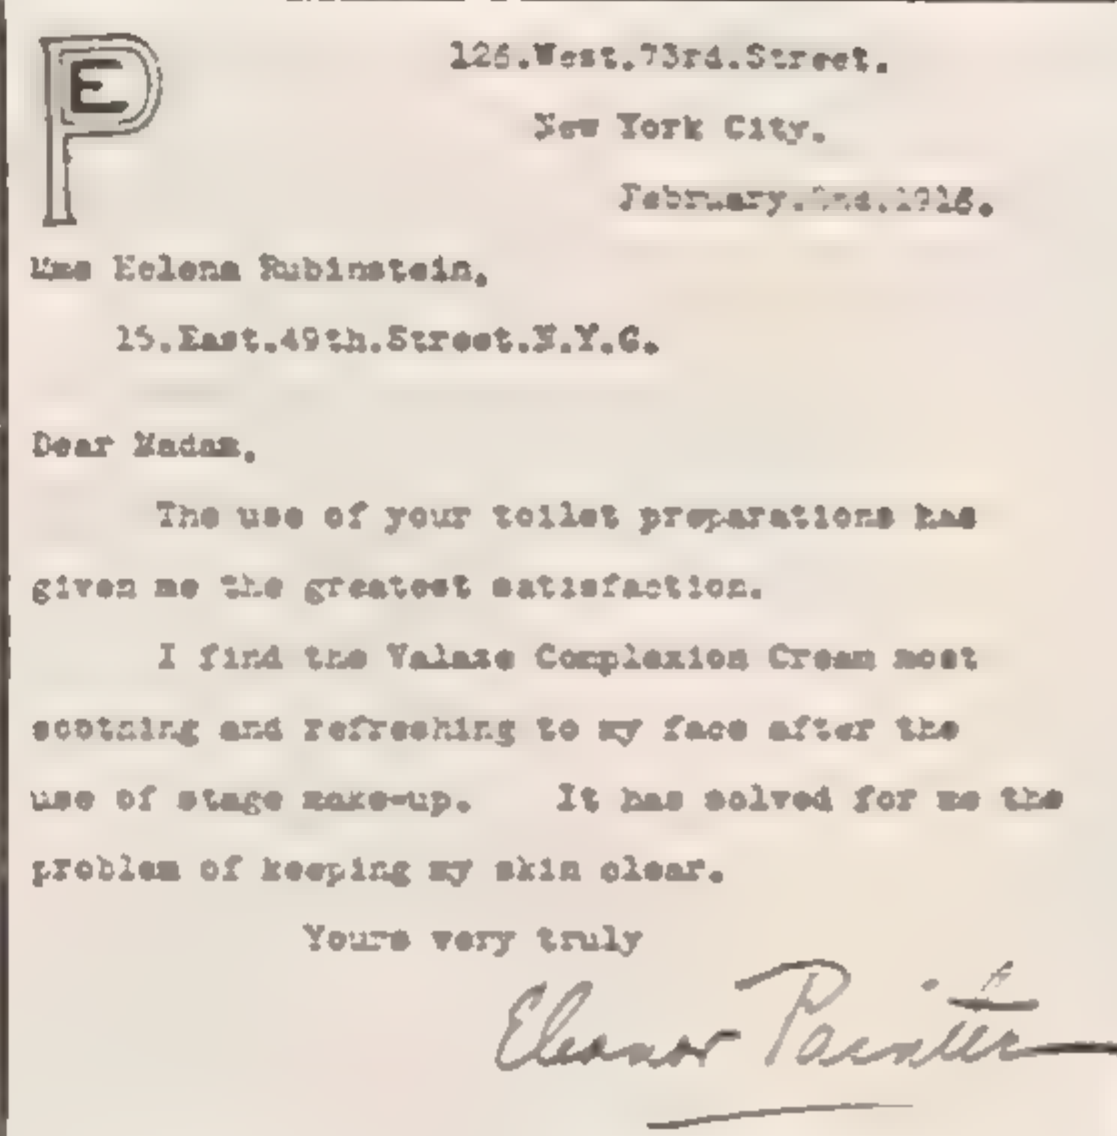 PE
126.West.73rd.Street.
New York City.
February.2nd.1916.
Mme Helena Rubinstein.
15.East.49th.Street.N.Y.C.
Dear Madam.
The use of your toilet preparations has
given me the greatest satisfaction.
I find the Valaze Complexion Cream most
soothing and refreshing to my face after the
use of stage make-up. It has solved for me the
problem of keeping my skin clear.
Yours very truly
Eleanor Painter